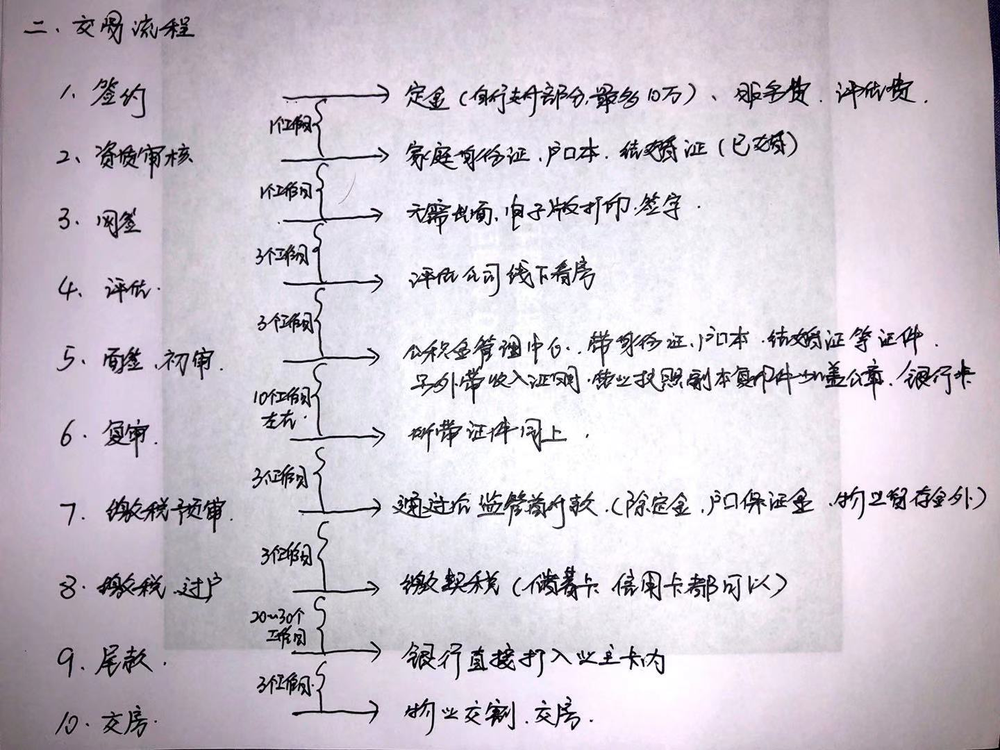 二、交易流程
1、签约 → 定金（自行支付部分,最多10万）、服务费、评估费.
1个工作日
2、资质审核 → 家庭身份证、户口本、结婚证（已婚）
1个工作日
3、网签 → 无需出面、电子版打印、签字.
3个工作日
4、评估. → 评估公司线下看房
3个工作日
5、面签、初审. → 公积金管理中心、带身份证、户口本、结婚证等证件.
另外带收入证明、营业执照副本复印件加盖公章、银行卡
10个工作日
左右.
6、复审. → 所带证件同上.
3个工作日
7、缴税预审. → 通过后监管首付款（除定金、户口保证金、物业留存金外）
3个工作日
8、缴税、过户 → 缴契税（储蓄卡、信用卡都可以）
20~30个
工作日
9、尾款. → 银行直接打入业主卡内
3个工作日.
10、交房. → 物业交割、交房.